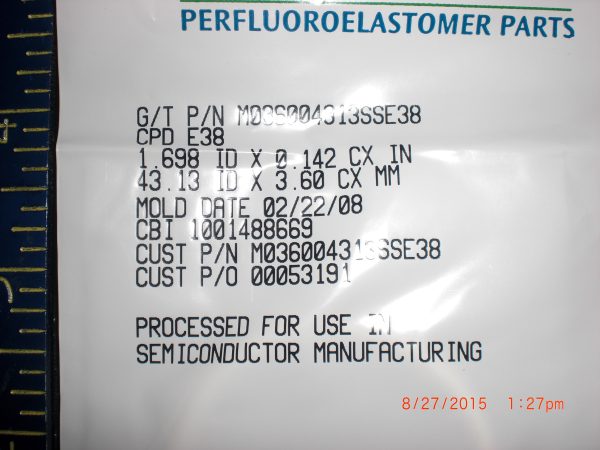 PERFLUOROELASTOMER PARTS
G/T P/N M036004313SSE38
CPD E38
1.698 ID X 0.142 CX IN
43.13 ID X 3.60 CX MM
MOLD DATE 02/22/08
CBI 1001488669
CUST P/N M036004313SSE38
CUST P/O 00053191
PROCESSED FOR USE IN
SEMICONDUCTOR MANUFACTURING
8/27/2015 1:27pm